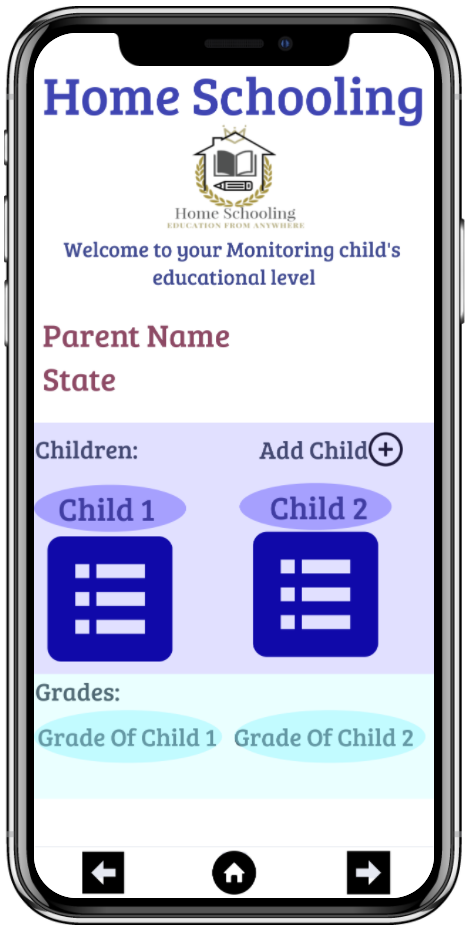 Home Schooling
Home Schooling
EDUCATION FROM ANYWHERE
Welcome to your Monitoring child's
educational level
Parent Name
State
Children:
Add Child
Child 1
Child 2
Grades:
Grade Of Child 1
Grade Of Child 2